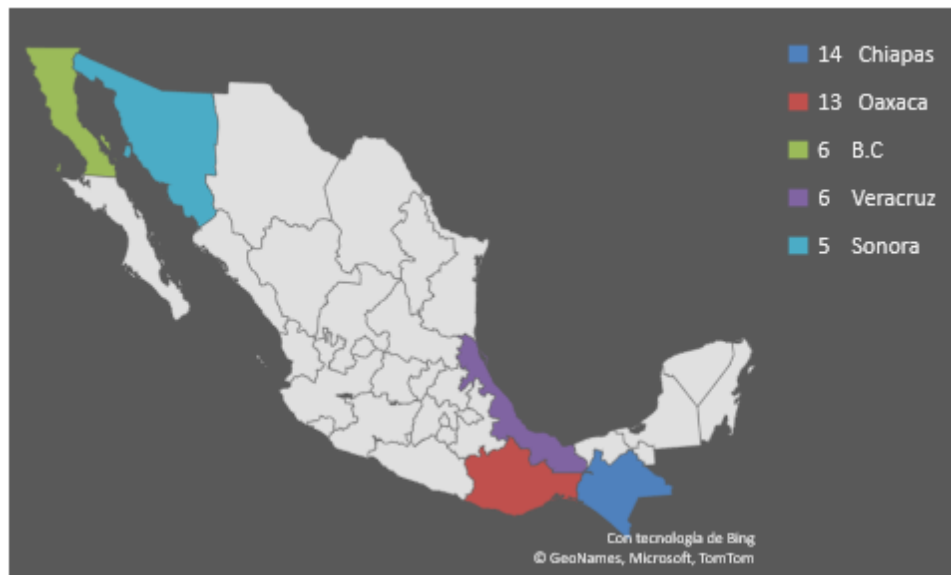 14 Chiapas
13 Oaxaca
6 B.C
6 Veracruz
5 Sonora
Con tecnología de Bing
© GeoNames, Microsoft, TomTom